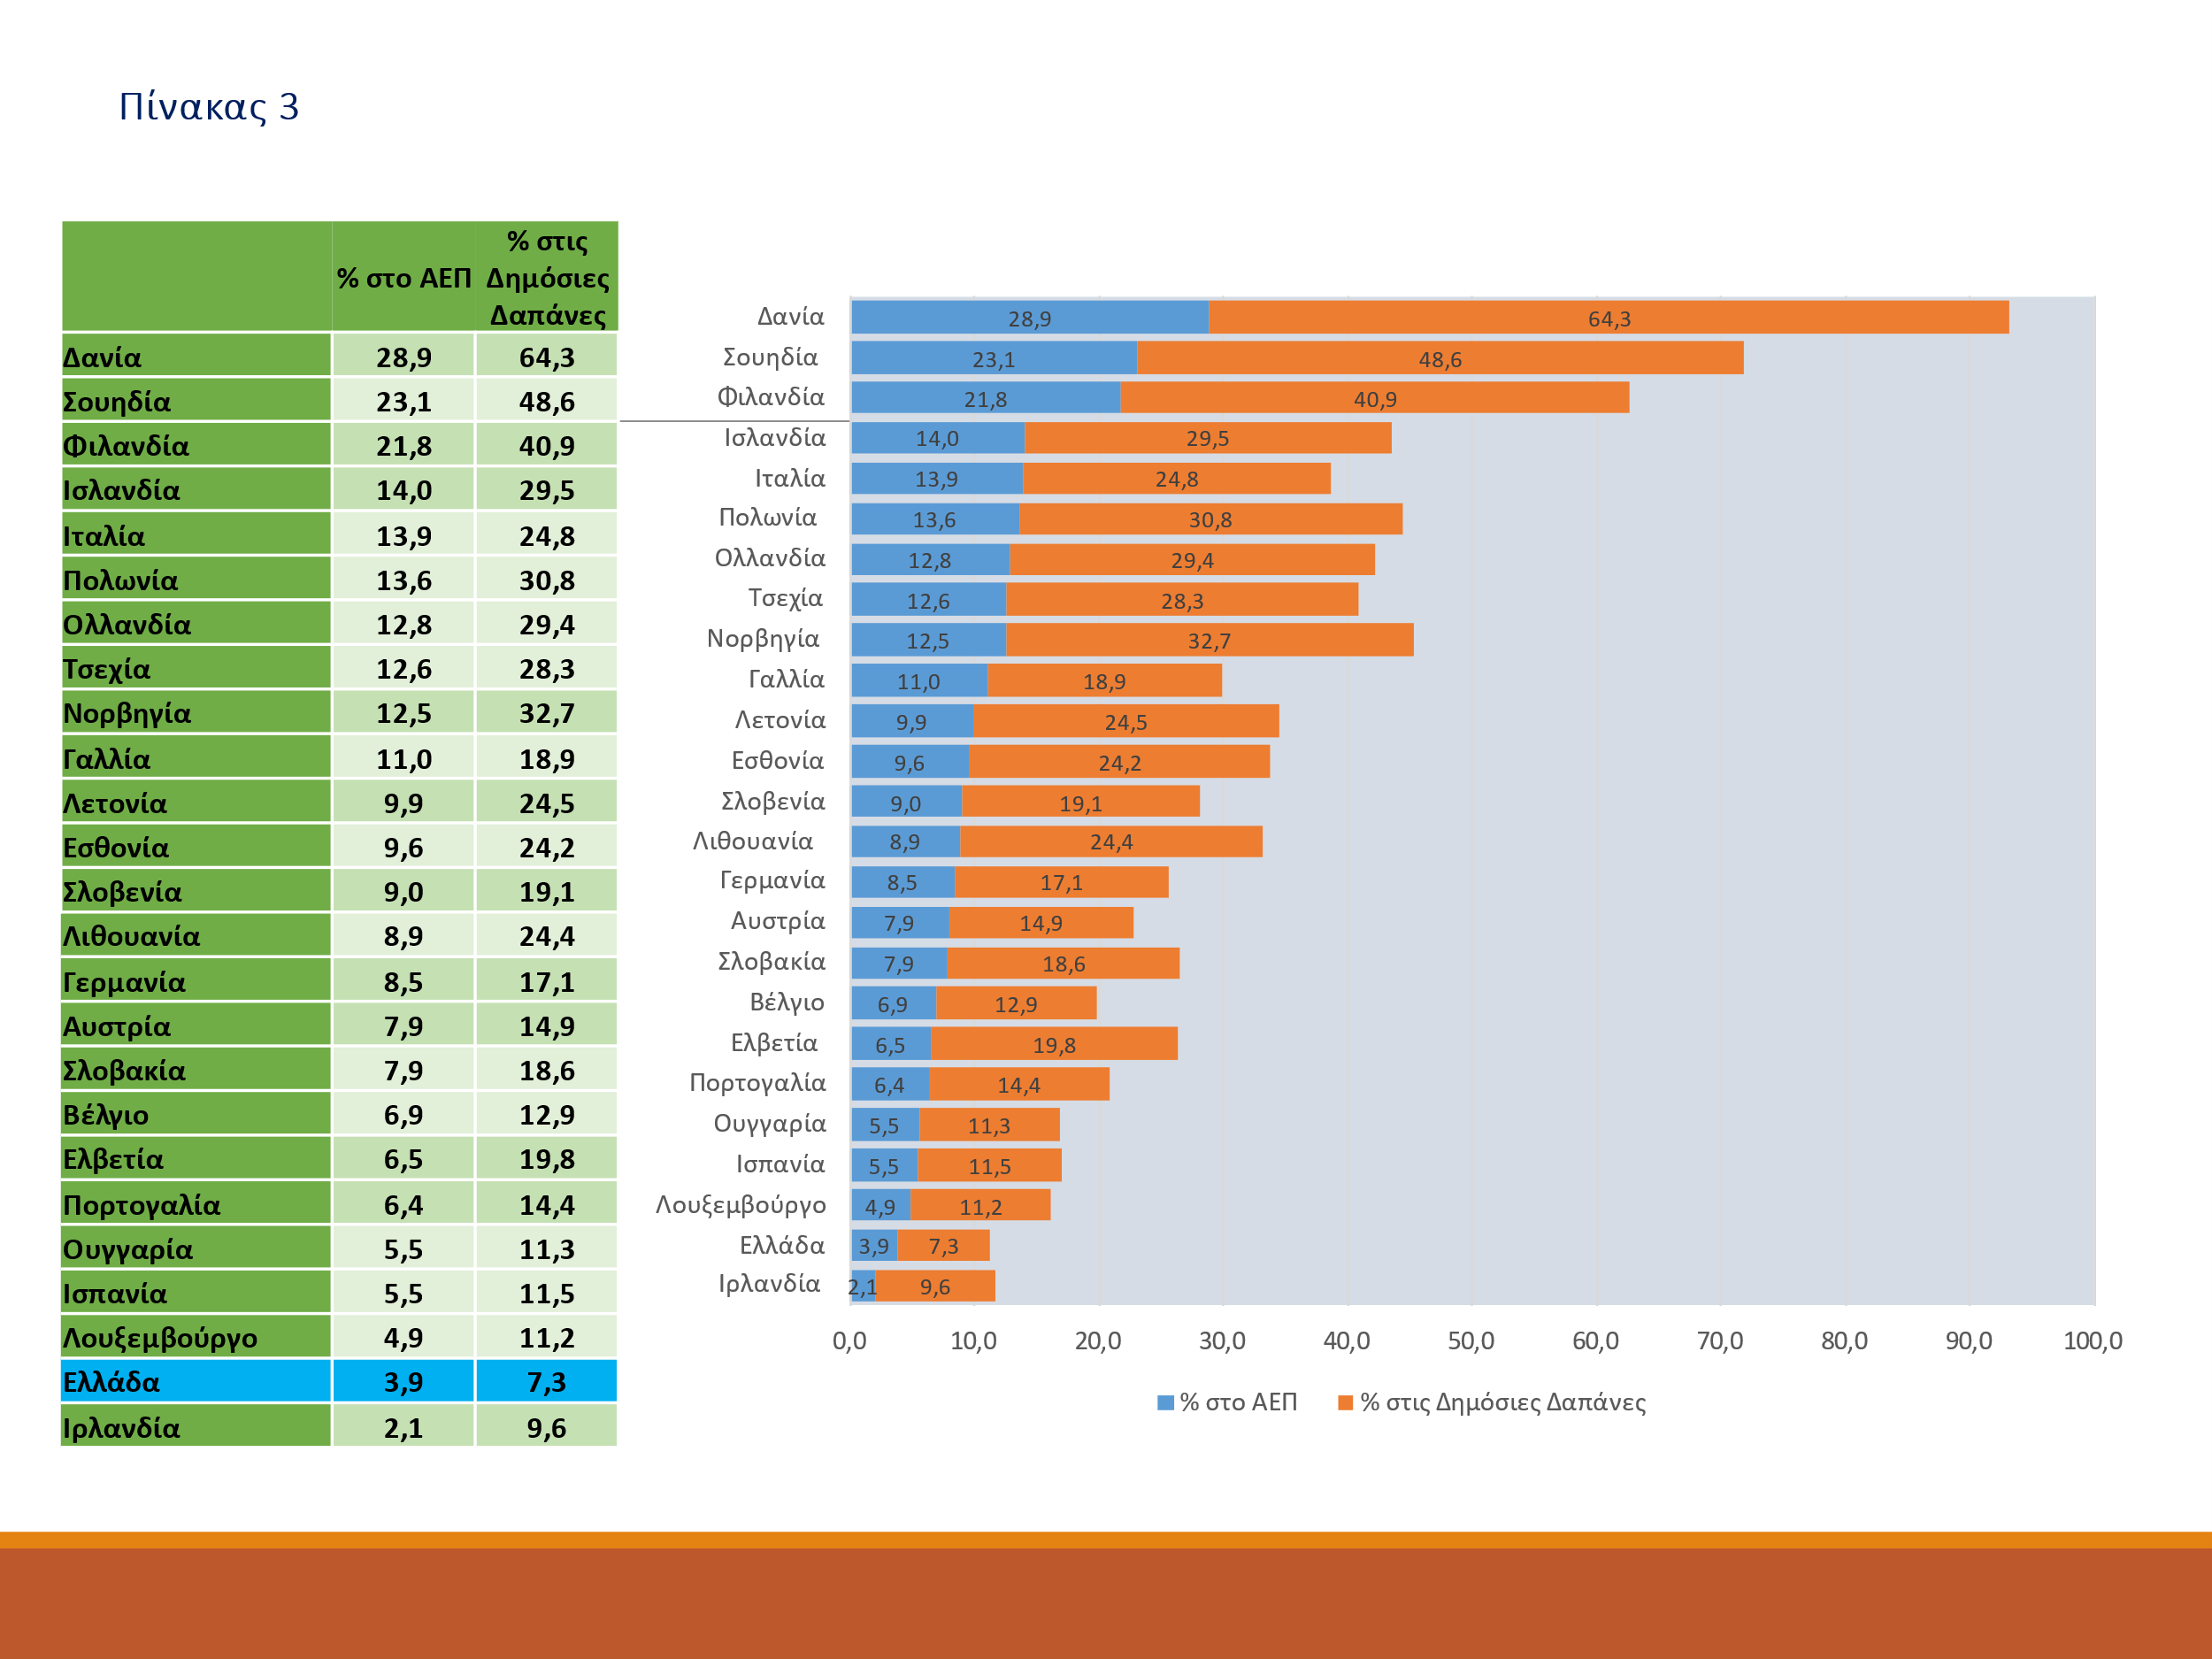 Πίνακας 3
% στο ΑΕΠ
% στις
Δημόσιες
Δαπάνες
Δανία 28,9 64,3
Σουηδία 23,1 48,6
Φιλανδία 21,8 40,9
Ισλανδία 14,0 29,5
Ιταλία 13,9 24,8
Πολωνία 13,6 30,8
Ολλανδία 12,8 29,4
Τσεχία 12,6 28,3
Νορβηγία 12,5 32,7
Γαλλία 11,0 18,9
Λετονία 9,9 24,5
Εσθονία 9,6 24,2
Σλοβενία 9,0 19,1
Λιθουανία 8,9 24,4
Γερμανία 8,5 17,1
Αυστρία 7,9 14,9
Σλοβακία 7,9 18,6
Βέλγιο 6,9 12,9
Ελβετία 6,5 19,8
Πορτογαλία 6,4 14,4
Ουγγαρία 5,5 11,3
Ισπανία 5,5 11,5
Λουξεμβούργο 4,9 11,2
Ελλάδα 3,9 7,3
Ιρλανδία 2,1 9,6
Δανία 28,9 64,3
Σουηδία 23,1 48,6
Φιλανδία 21,8 40,9
Ισλανδία 14,0 29,5
Ιταλία 13,9 24,8
Πολωνία 13,6 30,8
Ολλανδία 12,8 29,4
Τσεχία 12,6 28,3
Νορβηγία 12,5 32,7
Γαλλία 11,0 18,9
Λετονία 9,9 24,5
Εσθονία 9,6 24,2
Σλοβενία 9,0 19,1
Λιθουανία 8,9 24,4
Γερμανία 8,5 17,1
Αυστρία 7,9 14,9
Σλοβακία 7,9 18,6
Βέλγιο 6,9 12,9
Ελβετία 6,5 19,8
Πορτογαλία 6,4 14,4
Ουγγαρία 5,5 11,3
Ισπανία 5,5 11,5
Λουξεμβούργο 4,9 11,2
Ελλάδα 3,9 7,3
Ιρλανδία 2,1 9,6
0,0 10,0 20,0 30,0 40,0 50,0 60,0 70,0 80,0 90,0 100,0
% στο ΑΕΠ % στις Δημόσιες Δαπάνες